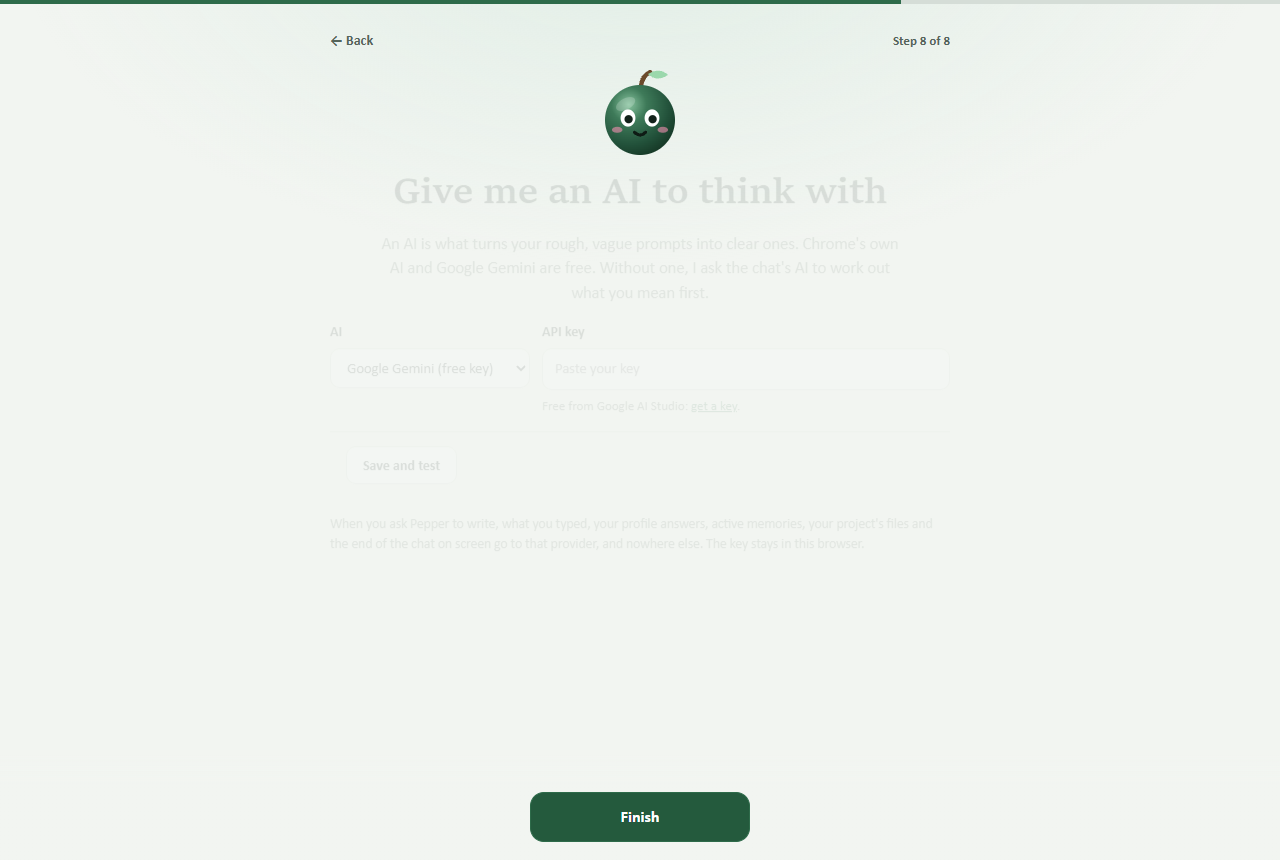 ← Back
Step 8 of 8
Give me an AI to think with
An AI is what turns your rough, vague prompts into clear ones. Chrome's own
AI and Google Gemini are free. Without one, I ask the chat's AI to work out
what you mean first.
AI
API key
Google Gemini (free key)
Paste your key
Free from Google AI Studio: get a key.
Save and test
When you ask Pepper to write, what you typed, your profile answers, active memories, your project's files and
the end of the chat on screen go to that provider, and nowhere else. The key stays in this browser.
Finish